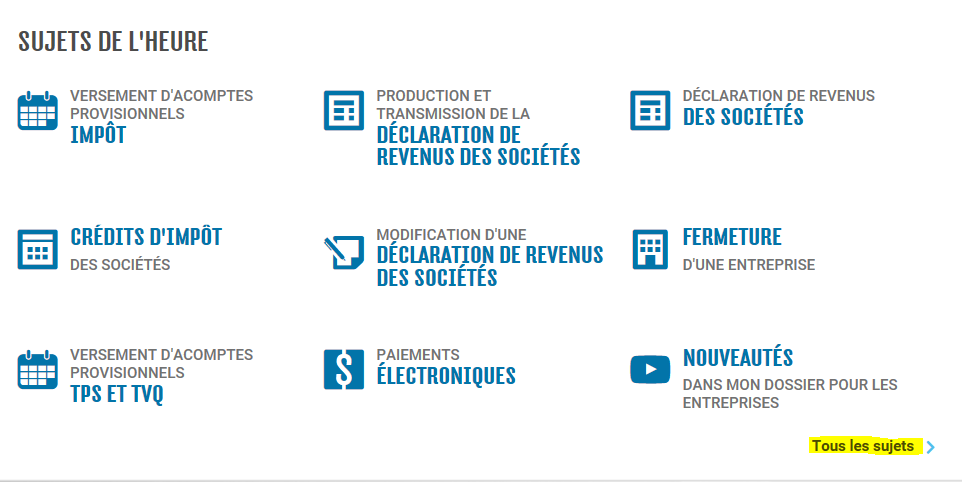 SUJETS DE L'HEURE
VERSEMENT D'ACOMPTES
PROVISIONNELS
IMPÔT
PRODUCTION ET
TRANSMISSION DE LA
DÉCLARATION DE
REVENUS DES SOCIÉTÉS
DÉCLARATION DE REVENUS
DES SOCIÉTÉS
CRÉDITS D'IMPÔT
DES SOCIÉTÉS
MODIFICATION D'UNE
DÉCLARATION DE REVENUS
DES SOCIÉTÉS
FERMETURE
D'UNE ENTREPRISE
VERSEMENT D'ACOMPTES
PROVISIONNELS
TPS ET TVQ
PAIEMENTS
ÉLECTRONIQUES
NOUVEAUTÉS
DANS MON DOSSIER POUR LES
ENTREPRISES
Tous les sujets